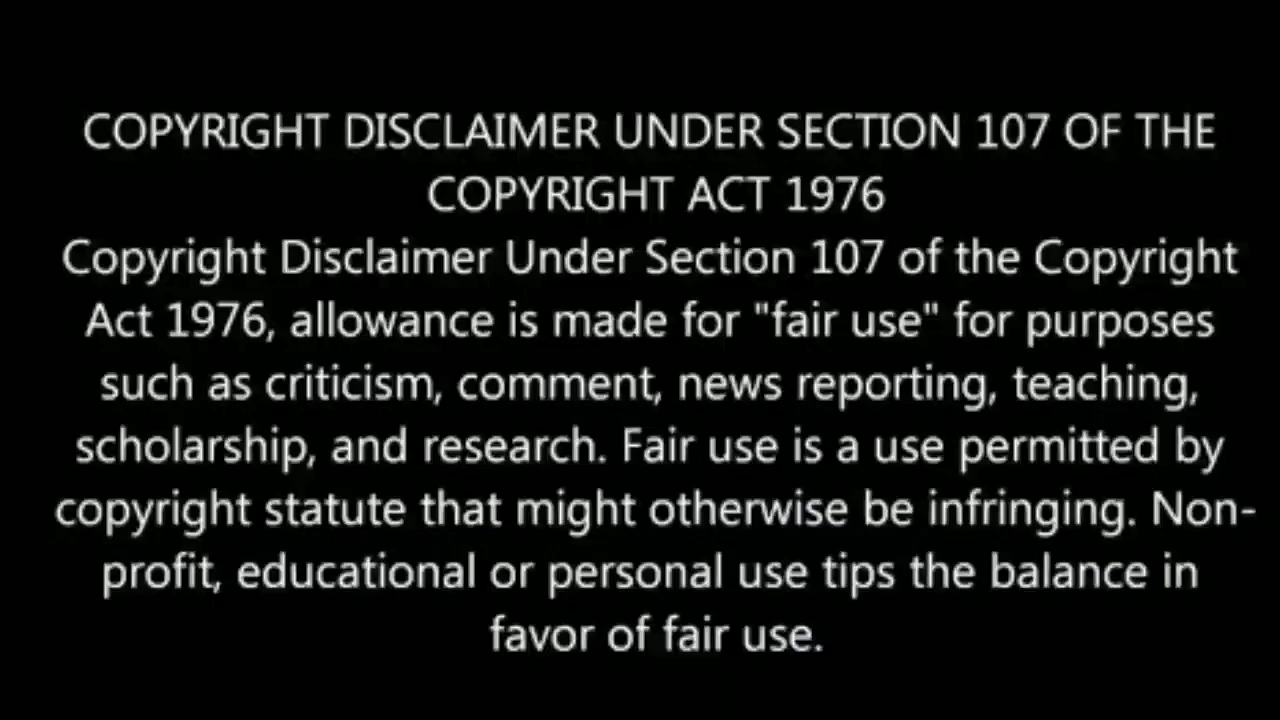 COPYRIGHT DISCLAIMER UNDER SECTION 107 OF THE
COPYRIGHT ACT 1976
Copyright Disclaimer Under Section 107 of the Copyright
Act 1976, allowance is made for "fair use" for purposes
such as criticism, comment, news reporting, teaching,
scholarship, and research. Fair use is a use permitted by
copyright statute that might otherwise be infringing. Non-
profit, educational or personal use tips the balance in
favor of fair use.